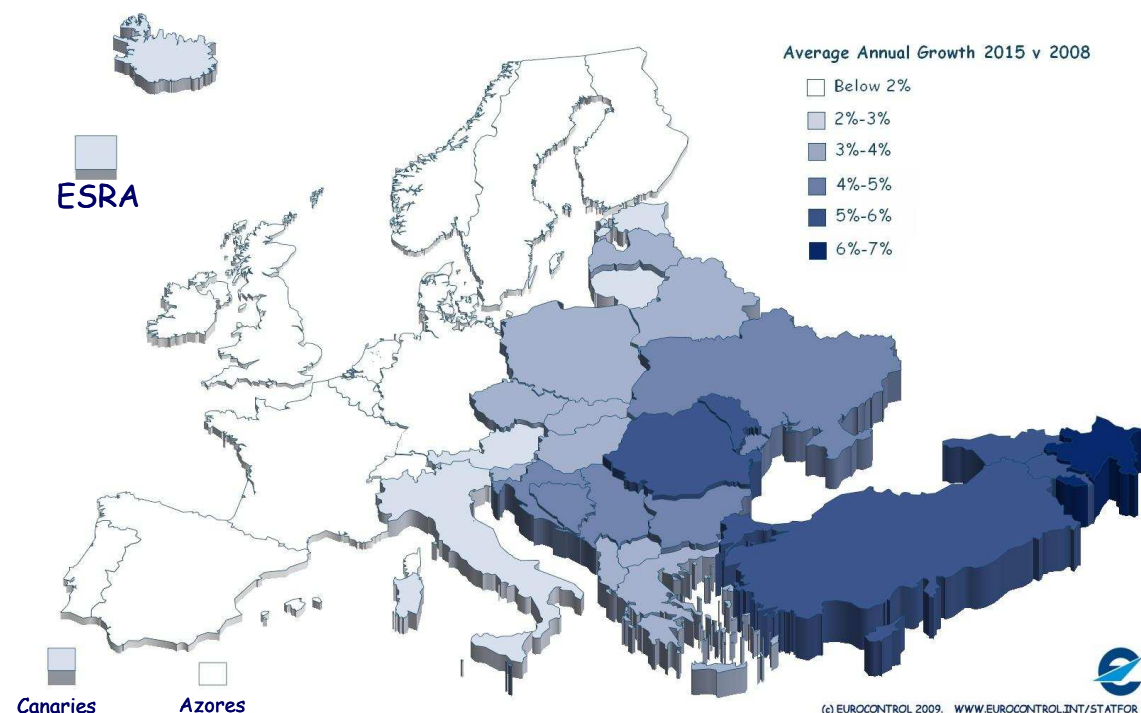 Average Annual Growth 2015 v 2008
Below 2%
2%-3%
3%-4%
4%-5%
5%-6%
6%-7%
ESRA
Canaries
Azores
(c) EUROCONTROL 2009. WWW.EUROCONTROL.INT/STATFOR